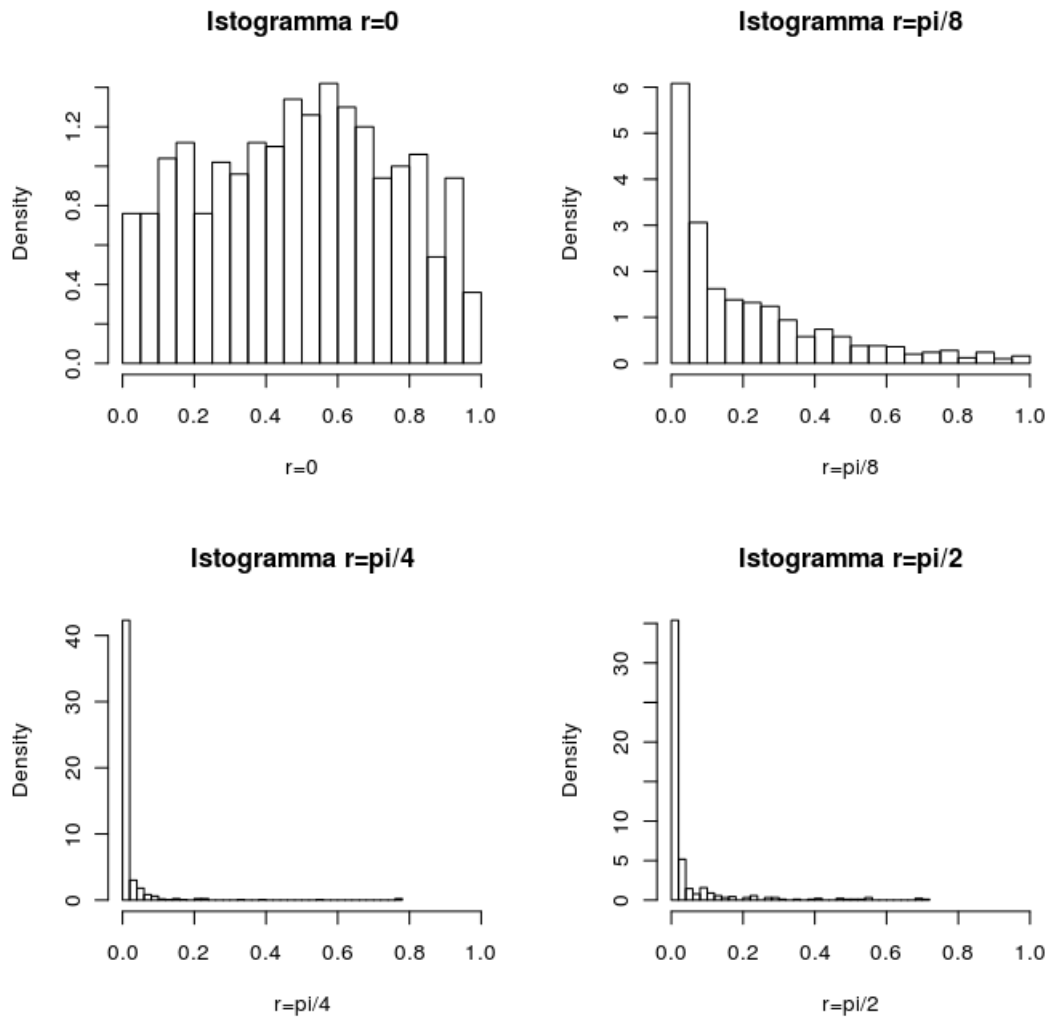 Istogramma r=0
Density
0.0 0.4 0.8 1.2
0.0 0.2 0.4 0.6 0.8 1.0
r=0
Istogramma r=pi/8
Density
0 1 2 3 4 5 6
0.0 0.2 0.4 0.6 0.8 1.0
r=pi/8
Istogramma r=pi/4
Density
0 10 20 30 40
0.0 0.2 0.4 0.6 0.8 1.0
r=pi/4
Istogramma r=pi/2
Density
0 5 10 20 30
0.0 0.2 0.4 0.6 0.8 1.0
r=pi/2